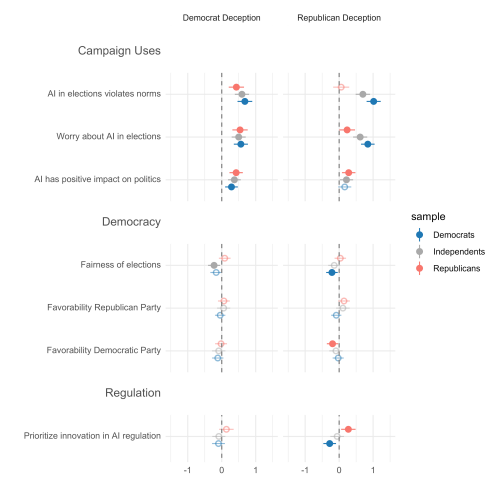 Democrat Deception Republican Deception
Campaign Uses
AI in elections violates norms
Worry about AI in elections
AI has positive impact on politics
Democracy
Fairness of elections
Favorability Republican Party
Favorability Democratic Party
Regulation
Prioritize innovation in AI regulation
-1 0 1 -1 0 1
sample
Democrats
Independents
Republicans